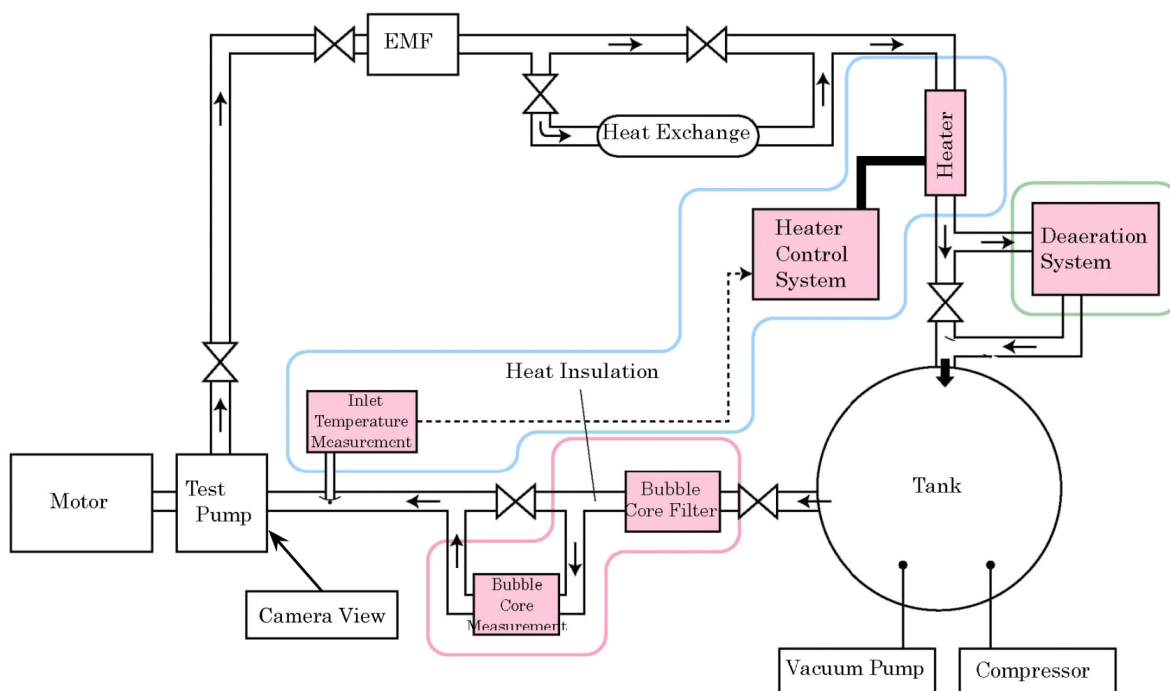 EMF
Heat Exchange
Heater
Heater
Control
System
Deaeration
System
Heat Insulation
Inlet
Temperature
Measurement
Motor
Test
Pump
Bubble
Core Filter
Tank
Bubble
Core
Measurement
Camera View
Vacuum Pump
Compressor